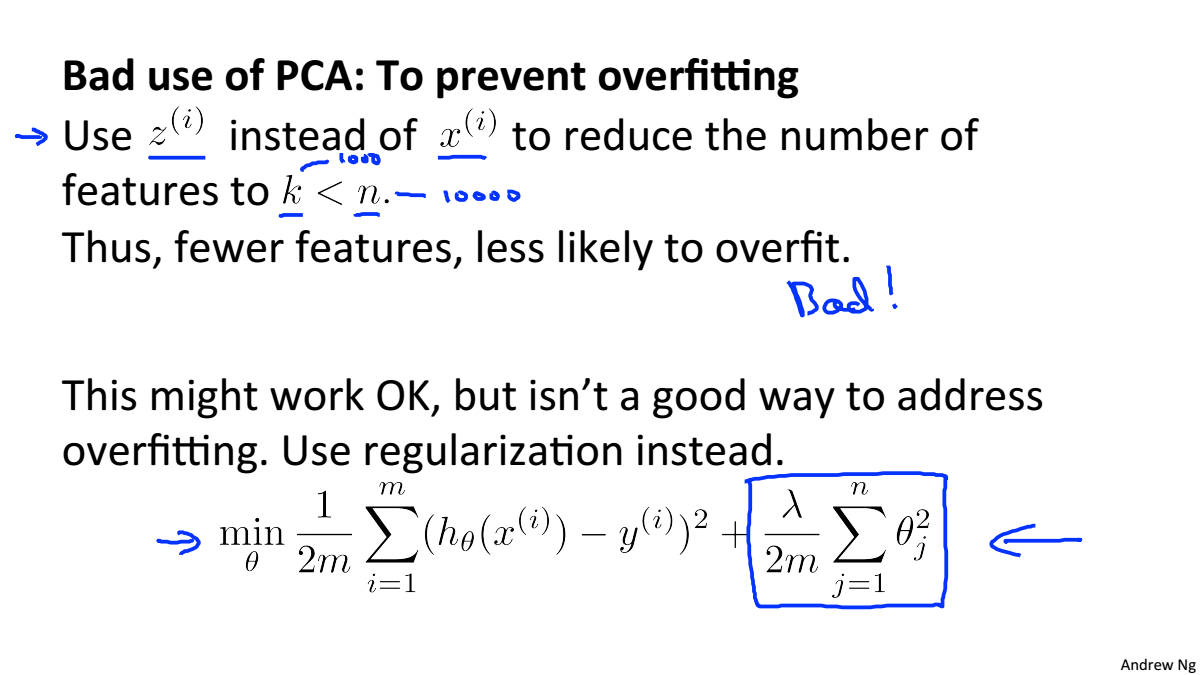 Bad use of PCA: To prevent overfitting
→ Use z^{(i)} instead of x^{(i)} to reduce the number of
1000
features to k < n. — 10000
Thus, fewer features, less likely to overfit.
Bad!
This might work OK, but isn’t a good way to address
overfitting. Use regularization instead.
→ \min_{\theta} \frac{1}{2m} \sum_{i=1}^{m} (h_{\theta}(x^{(i)}) − y^{(i)})^2 + \frac{\lambda}{2m} \sum_{j=1}^{n} \theta_j^2 ←
Andrew Ng